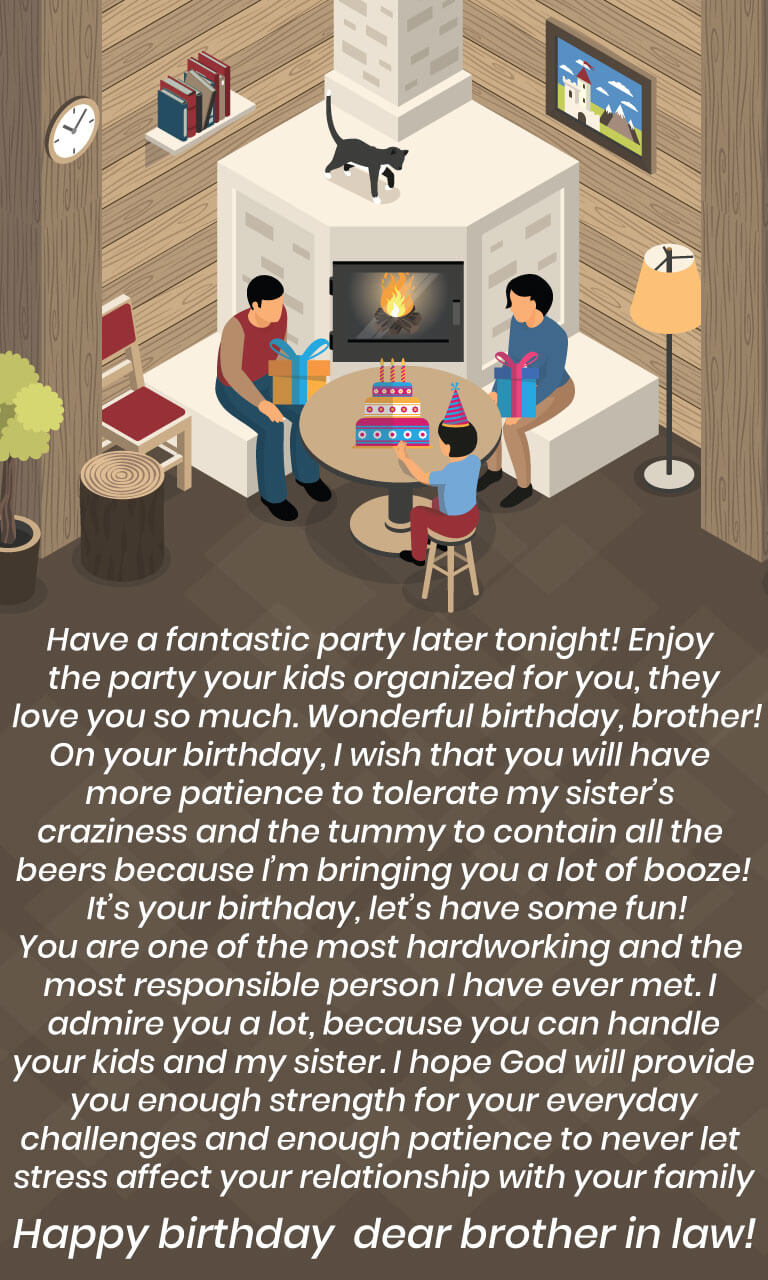 Have a fantastic party later tonight! Enjoy
the party your kids organized for you, they
love you so much. Wonderful birthday, brother!
On your birthday, I wish that you will have
more patience to tolerate my sister's
craziness and the tummy to contain all the
beers because I'm bringing you a lot of booze!
It's your birthday, let's have some fun!
You are one of the most hardworking and the
most responsible person I have ever met. I
admire you a lot, because you can handle
your kids and my sister. I hope God will provide
you enough strength for your everyday
challenges and enough patience to never let
stress affect your relationship with your family
Happy birthday  dear brother in law!